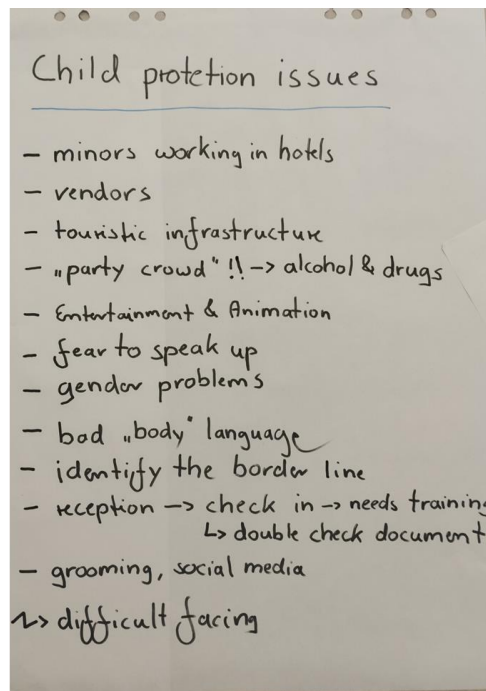 Child protetion issues
- minors working in hotels
- vendors
- touristic infrastructure
- „party crowd" !! -> alcohol & drugs
- Entertainment & Animation
- fear to speak up
- gender problems
- bad „body" language
- identify the border line
- reception -> check in -> needs training
↳ double check document
- grooming, social media
~> difficult facing